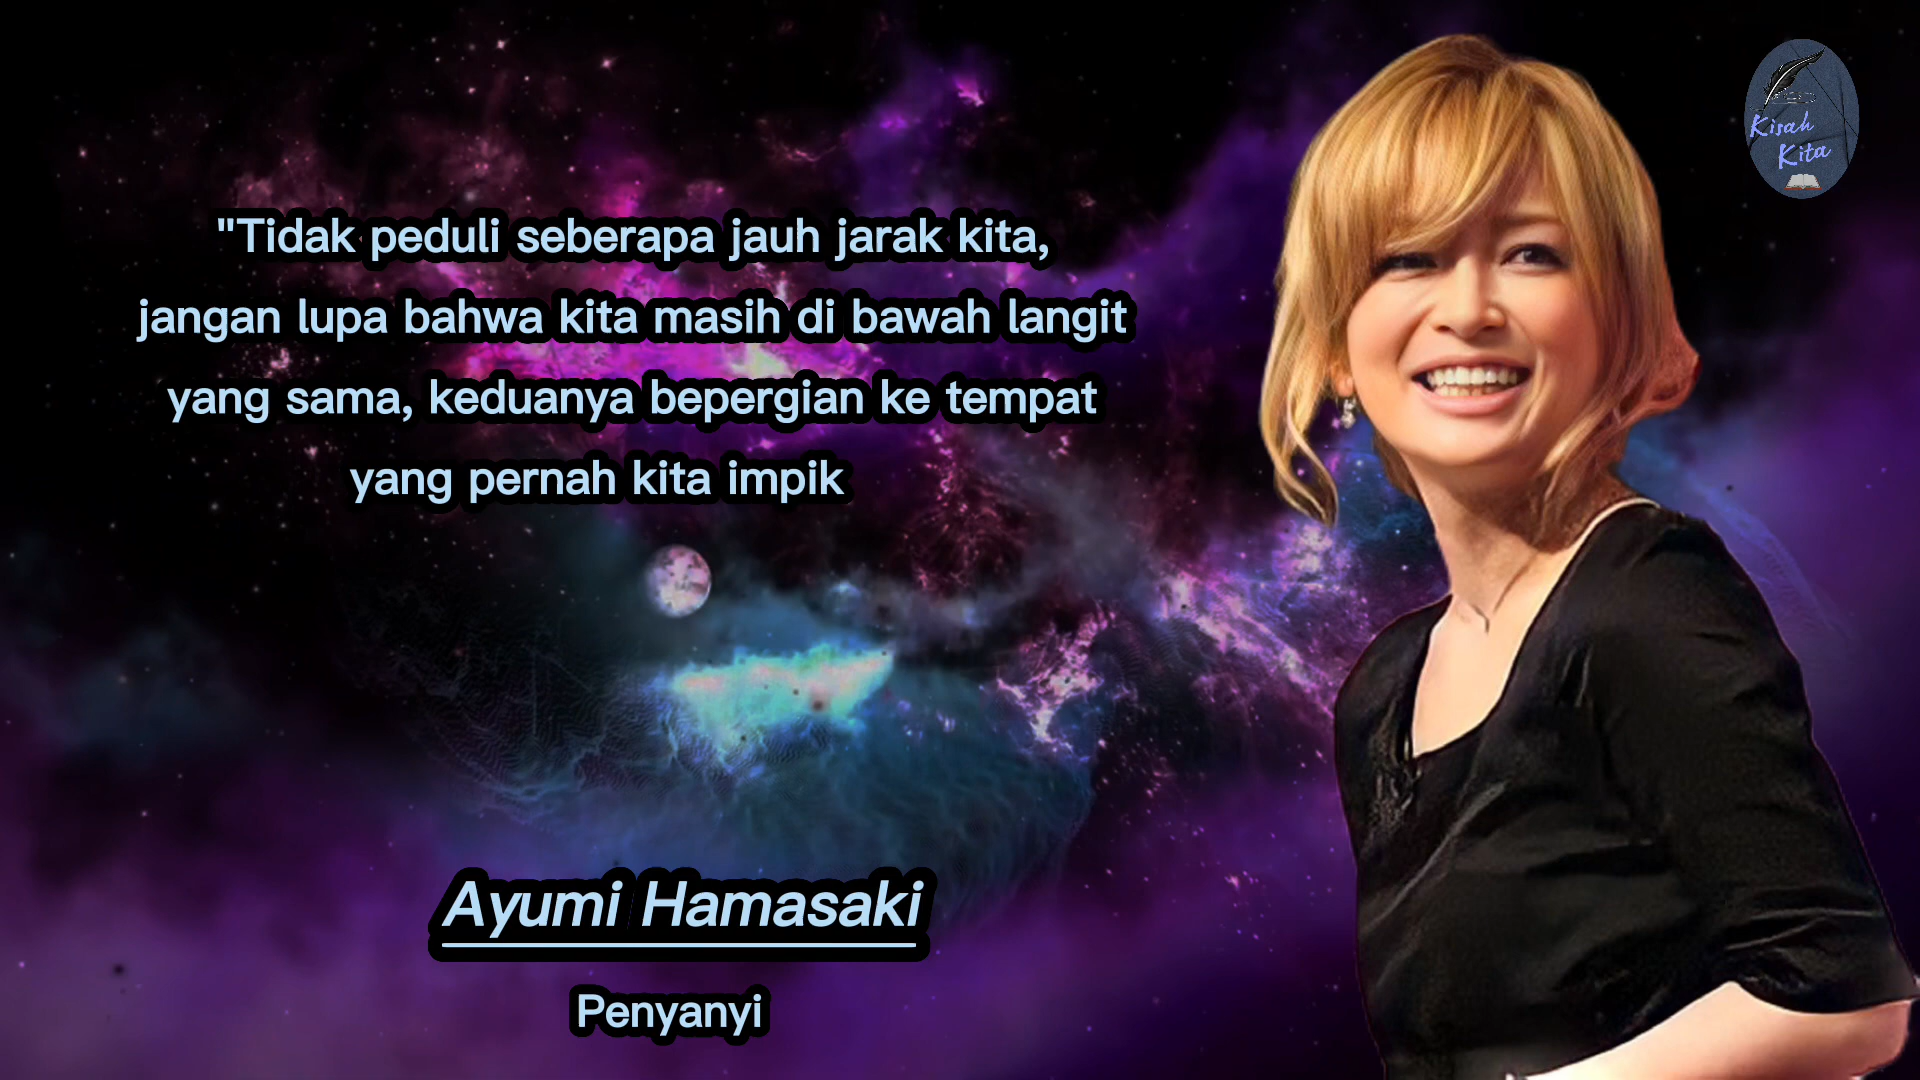 Kisah
Kita
"Tidak peduli seberapa jauh jarak kita,
jangan lupa bahwa kita masih di bawah langit
yang sama, keduanya bepergian ke tempat
yang pernah kita impik
Ayumi Hamasaki
Penyanyi